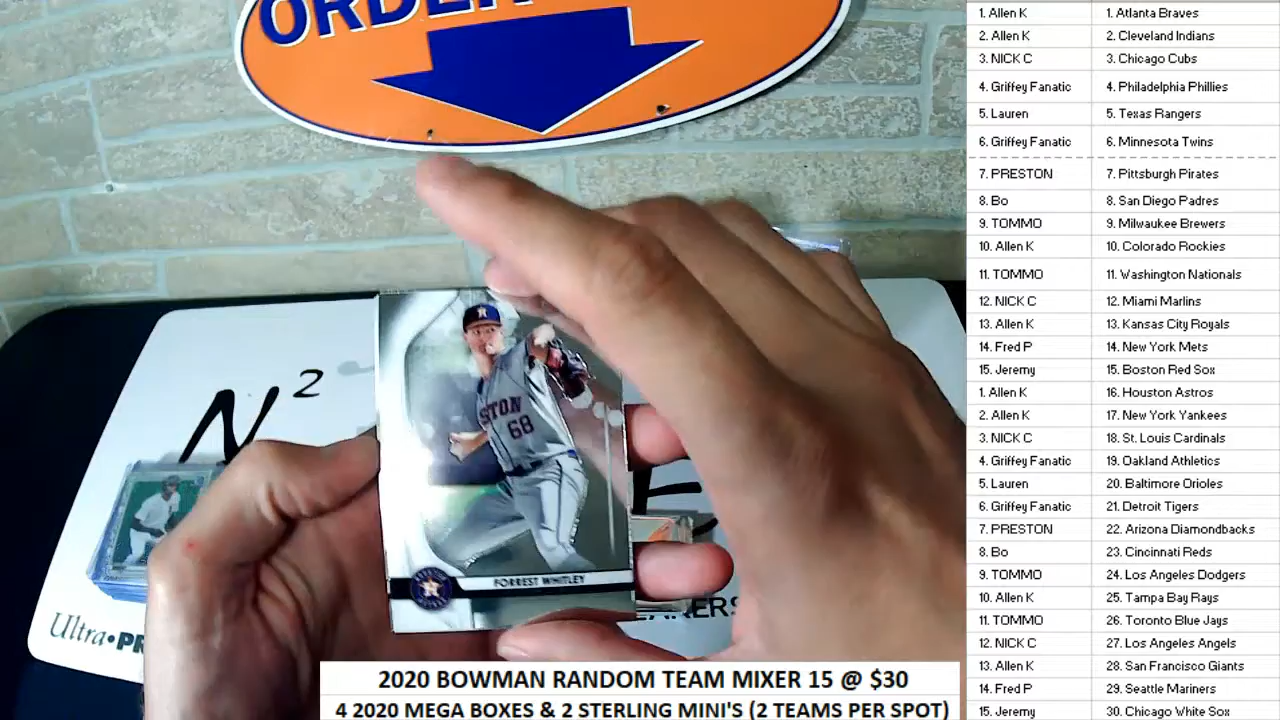 ORDER
N²
STON
68
FORREST WHITLEY
Ultra•PR
2020 BOWMAN RANDOM TEAM MIXER 15 @ $30
4 2020 MEGA BOXES & 2 STERLING MINI'S (2 TEAMS PER SPOT)
1. Allen K 1. Atlanta Braves
2. Allen K 2. Cleveland Indians
3. NICK C 3. Chicago Cubs
4. Griffey Fanatic 4. Philadelphia Phillies
5. Lauren 5. Texas Rangers
6. Griffey Fanatic 6. Minnesota Twins
7. PRESTON 7. Pittsburgh Pirates
8. Bo 8. San Diego Padres
9. TOMMO 9. Milwaukee Brewers
10. Allen K 10. Colorado Rockies
11. TOMMO 11. Washington Nationals
12. NICK C 12. Miami Marlins
13. Allen K 13. Kansas City Royals
14. Fred P 14. New York Mets
15. Jeremy 15. Boston Red Sox
1. Allen K 16. Houston Astros
2. Allen K 17. New York Yankees
3. NICK C 18. St. Louis Cardinals
4. Griffey Fanatic 19. Oakland Athletics
5. Lauren 20. Baltimore Orioles
6. Griffey Fanatic 21. Detroit Tigers
7. PRESTON 22. Arizona Diamondbacks
8. Bo 23. Cincinnati Reds
9. TOMMO 24. Los Angeles Dodgers
10. Allen K 25. Tampa Bay Rays
11. TOMMO 26. Toronto Blue Jays
12. NICK C 27. Los Angeles Angels
13. Allen K 28. San Francisco Giants
14. Fred P 29. Seattle Mariners
15. Jeremy 30. Chicago White Sox